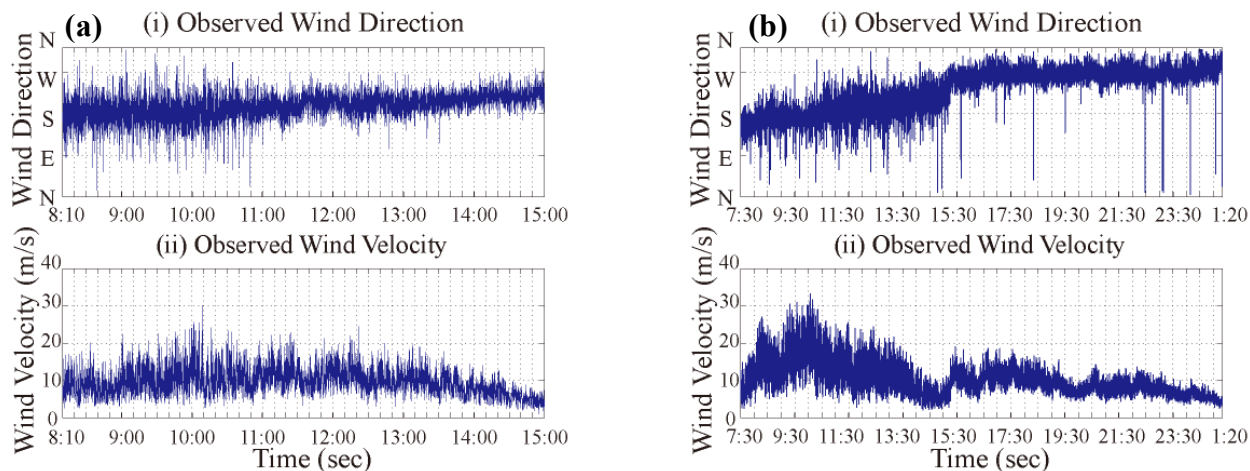 (a) (i) Observed Wind Direction
Wind Direction
N
W
S
E
N
8:10 9:00 10:00 11:00 12:00 13:00 14:00 15:00
(ii) Observed Wind Velocity
Wind Velocity (m/s)
40
30
20
10
0
8:10 9:00 10:00 11:00 12:00 13:00 14:00 15:00
Time (sec)
(b) (i) Observed Wind Direction
Wind Direction
N
W
S
E
N
7:30 9:30 11:30 13:30 15:30 17:30 19:30 21:30 23:30 1:20
(ii) Observed Wind Velocity
Wind Velocity (m/s)
40
30
20
10
0
7:30 9:30 11:30 13:30 15:30 17:30 19:30 21:30 23:30 1:20
Time (sec)